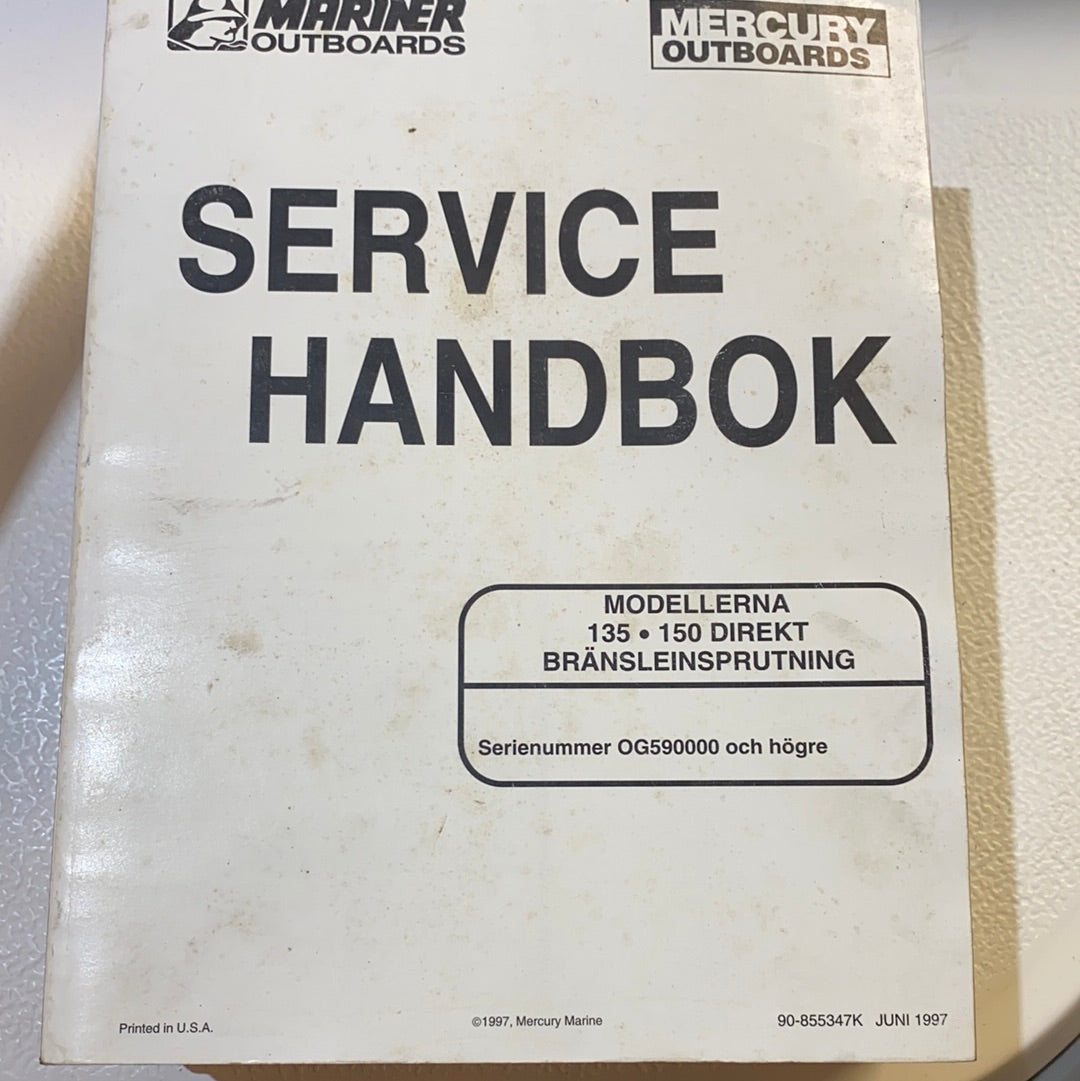 MARINER
OUTBOARDS
MERCURY
OUTBOARDS
SERVICE
HANDBOK
MODELLERNA
135 • 150 DIREKT
BRÄNSLEINSPRUTNING
Serienummer OG590000 och högre
Printed in U.S.A.
©1997, Mercury Marine
90-855347K JUNI 1997